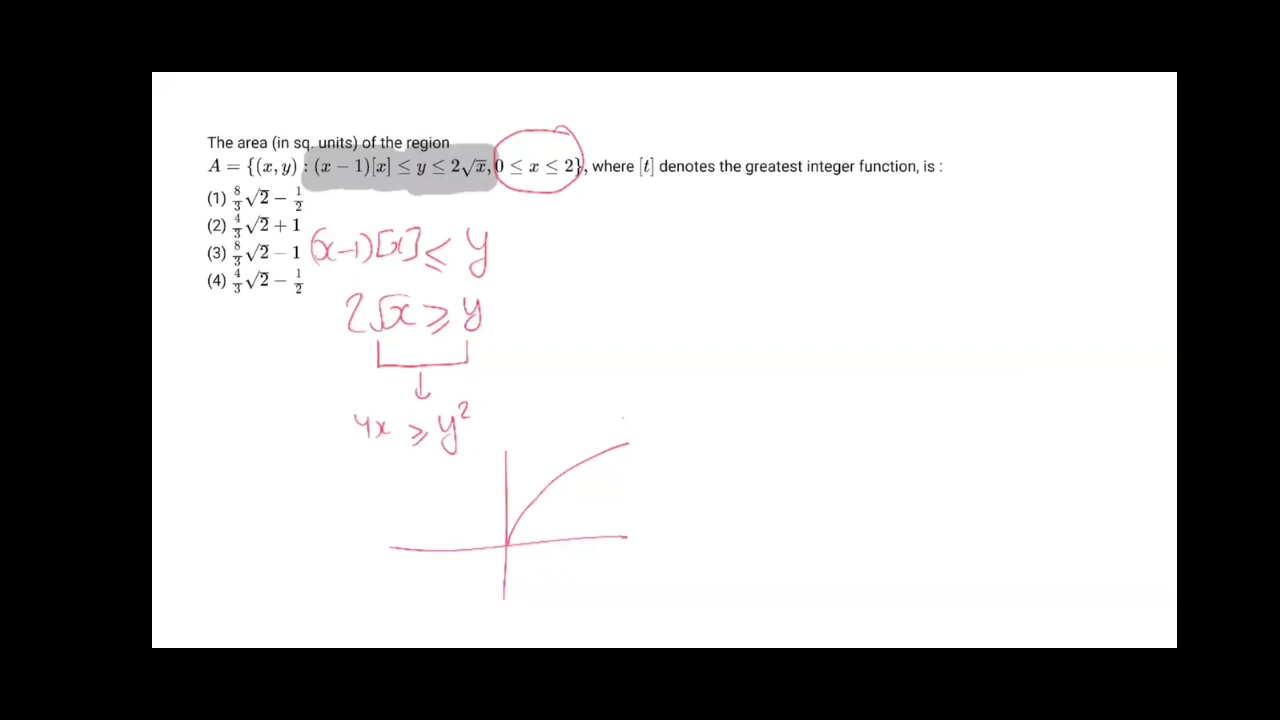 The area (in sq. units) of the region
A = {(x, y) : (x − 1)[x] ≤ y ≤ 2√x, 0 ≤ x ≤ 2}, where [t] denotes the greatest integer function, is :
(1) 8/3 √2 − 1/2
(2) 4/3 √2 + 1
(3) 8/3 √2 − 1
(4) 4/3 √2 − 1/2
(x−1)[x] ≤ y
2√x ≥ y
4x ≥ y²